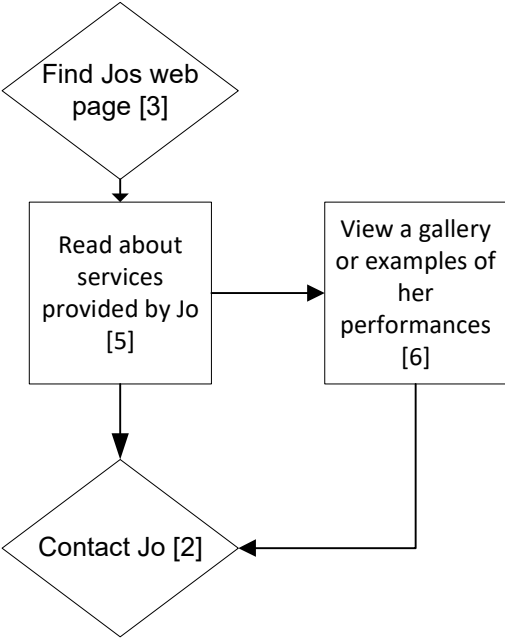 Find Jos web
page [3]
Read about
services
provided by Jo
[5]
View a gallery
or examples of
her
performances
[6]
Contact Jo [2]